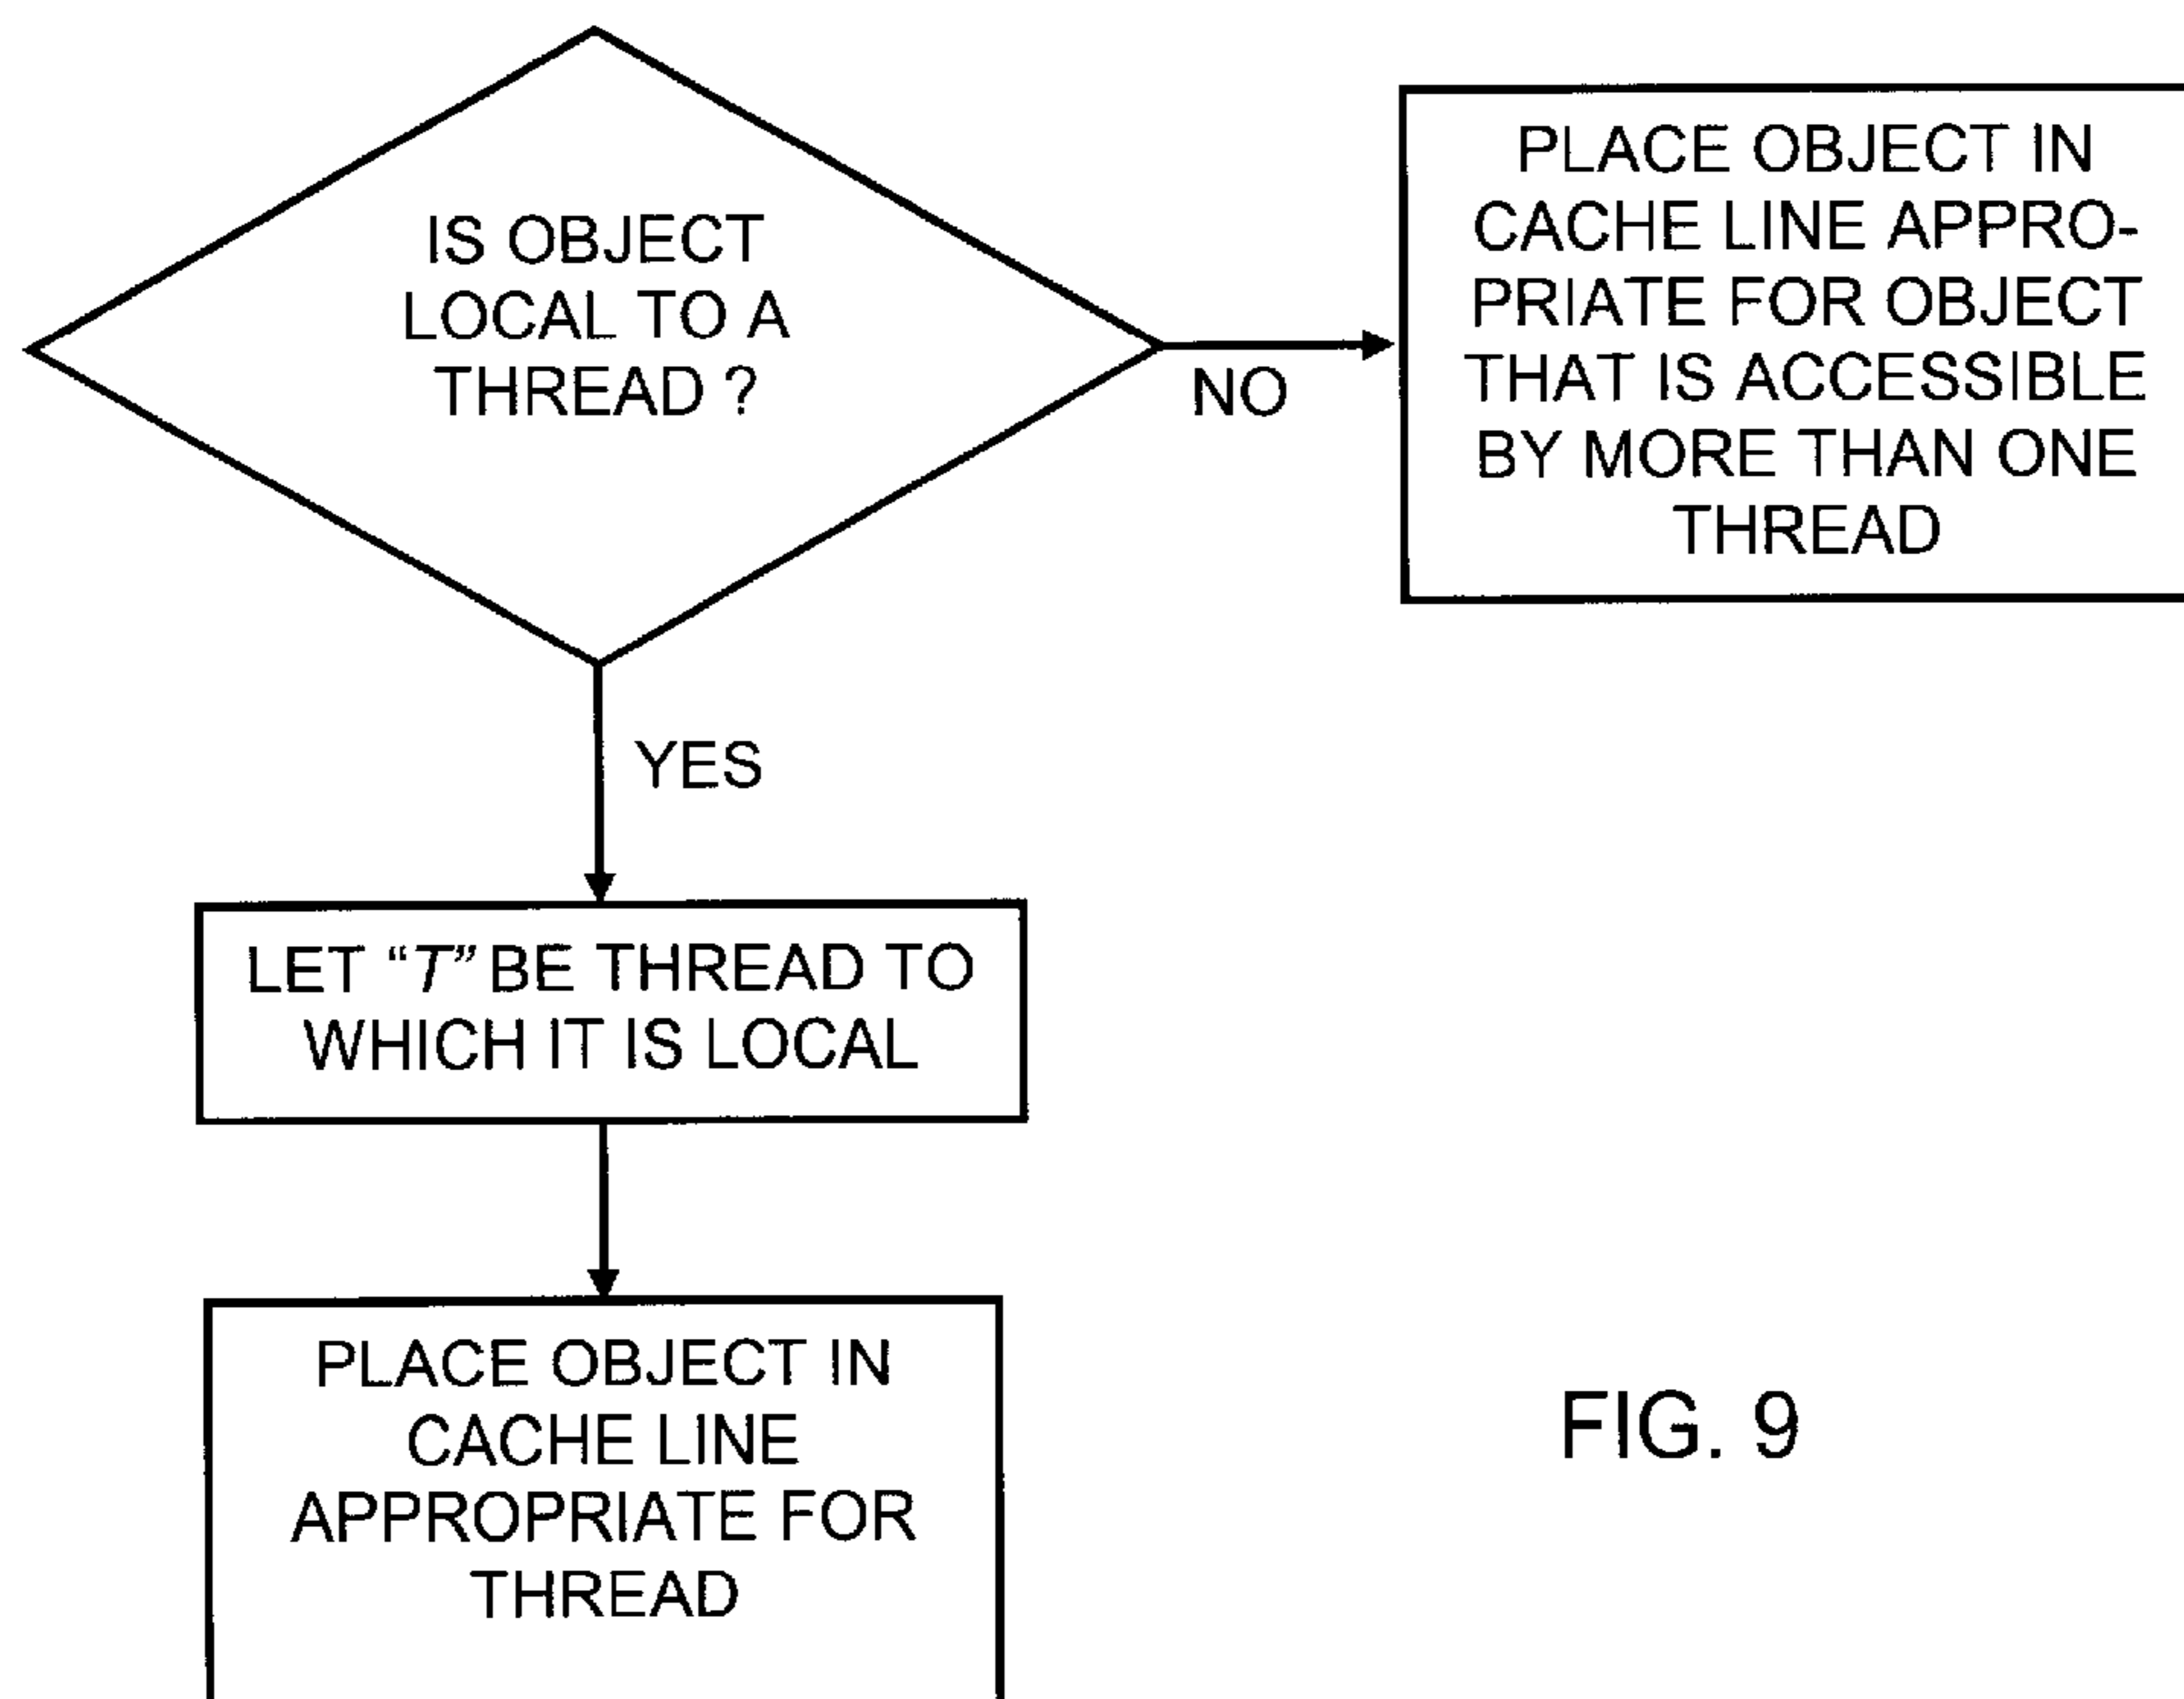 IS OBJECT
LOCAL TO A
THREAD ?
NO
PLACE OBJECT IN
CACHE LINE APPRO-
PRIATE FOR OBJECT
THAT IS ACCESSIBLE
BY MORE THAN ONE
THREAD
YES
LET “T” BE THREAD TO
WHICH IT IS LOCAL
PLACE OBJECT IN
CACHE LINE
APPROPRIATE FOR
THREAD
FIG. 9